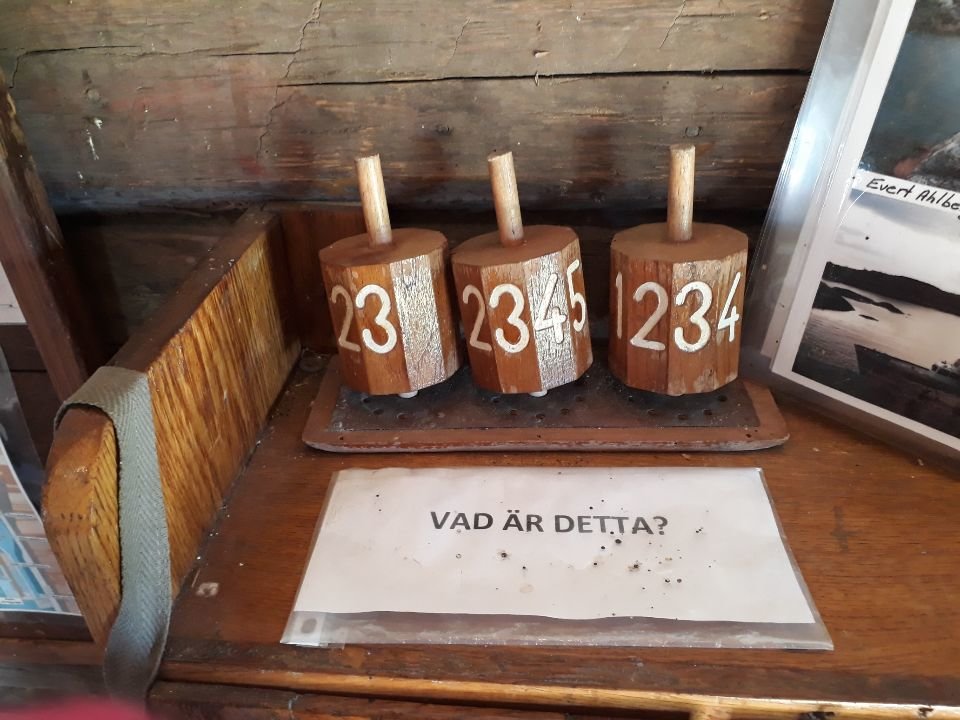 23
2345
1234
Evert Ahlbe
VAD ÄR DETTA?